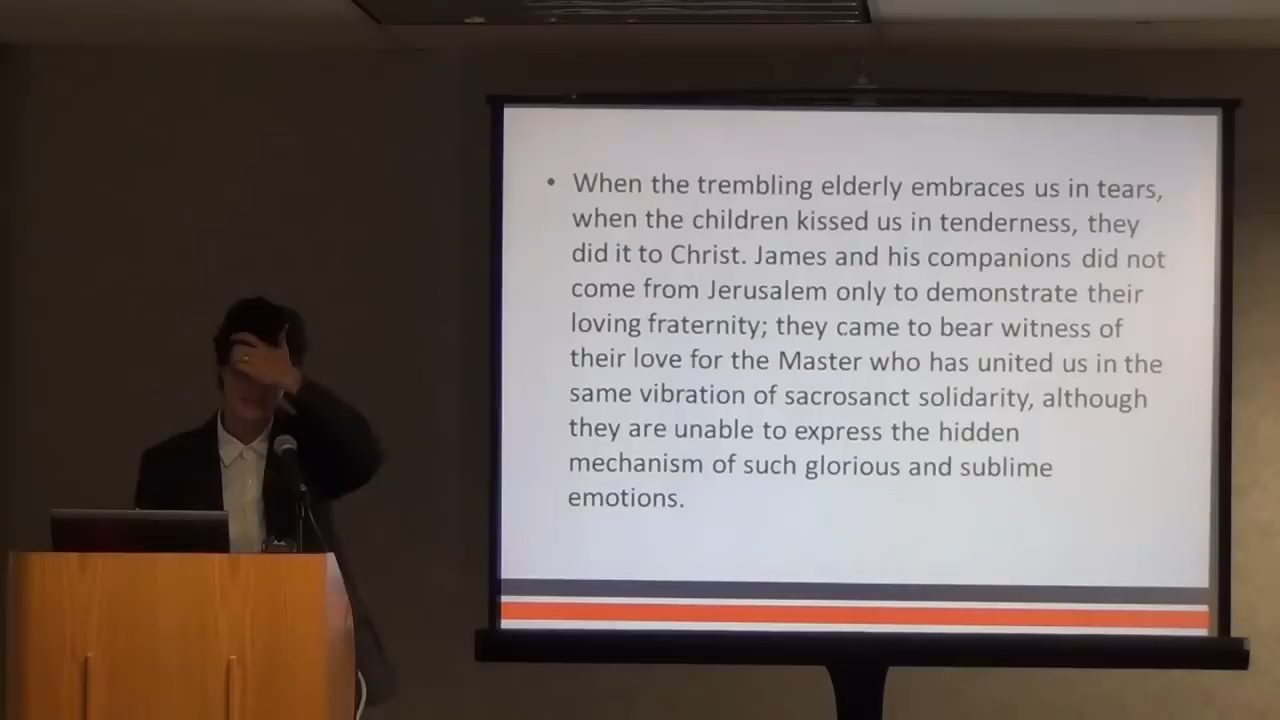 • When the trembling elderly embraces us in tears,
when the children kissed us in tenderness, they
did it to Christ. James and his companions did not
come from Jerusalem only to demonstrate their
loving fraternity; they came to bear witness of
their love for the Master who has united us in the
same vibration of sacrosanct solidarity, although
they are unable to express the hidden
mechanism of such glorious and sublime
emotions.